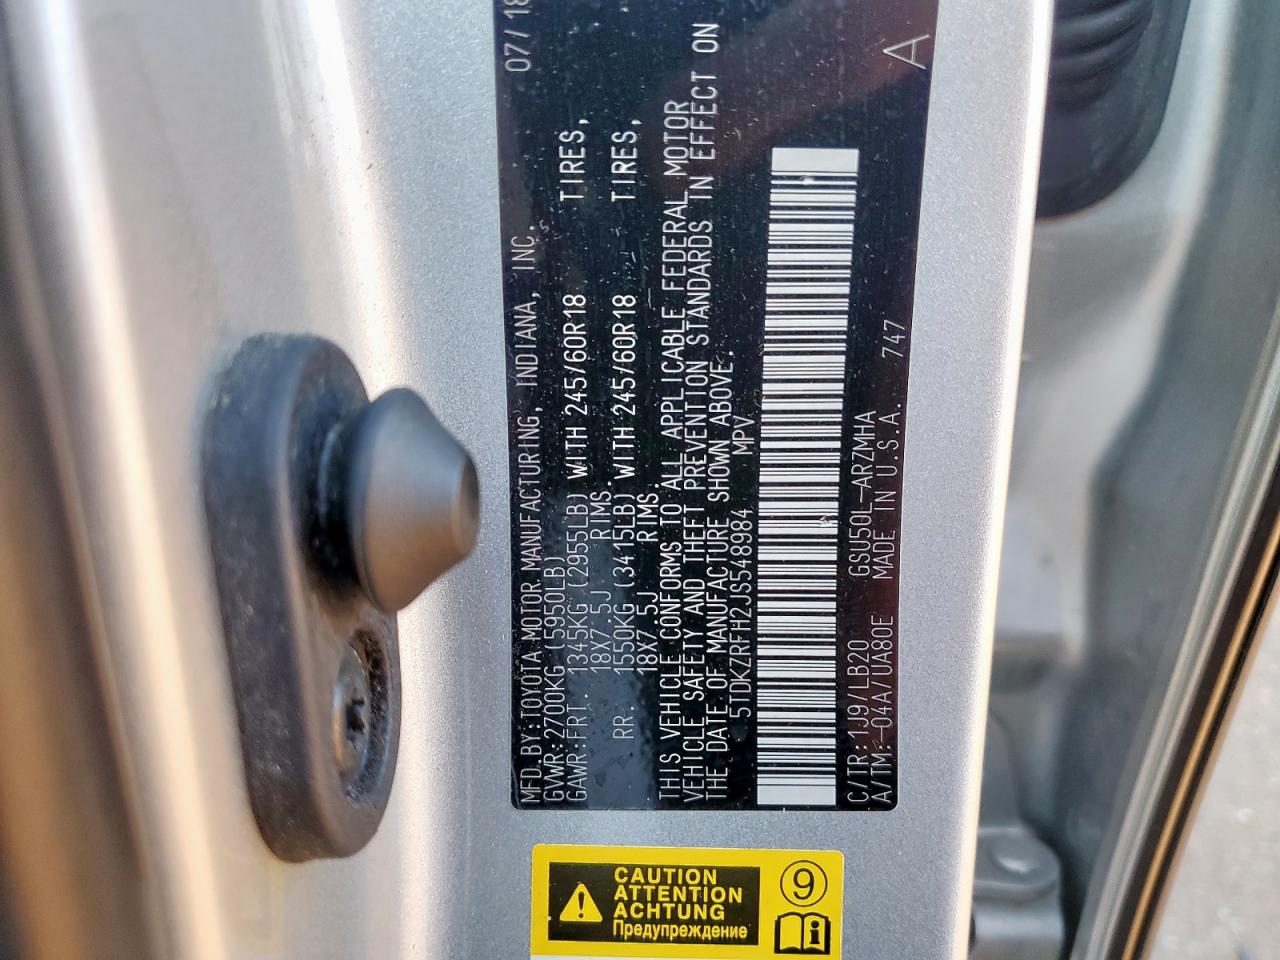 MFD.BY:TOYOTA MOTOR MANUFACTURING, INDIANA, INC. 07/18
GVWR:2700KG (5950LB)
GAWR:FRT. 1345KG (2955LB) WITH 245/60R18 TIRES,
18X7.5J RIMS.
RR. 1550KG (3415LB) WITH 245/60R18 TIRES,
18X7.5J RIMS.
THIS VEHICLE CONFORMS TO ALL APPLICABLE FEDERAL MOTOR
VEHICLE SAFETY AND THEFT PREVENTION STANDARDS IN EFFECT ON
THE DATE OF MANUFACTURE SHOWN ABOVE.
5TDKZRFH2JS548984 MPV
C/TR:1J9/LB20 GSU50L-ARZMHA 747
A/TM:-04A/UA80E MADE IN U.S.A. A
CAUTION
ATTENTION
ACHTUNG
Предупреждение
9
i